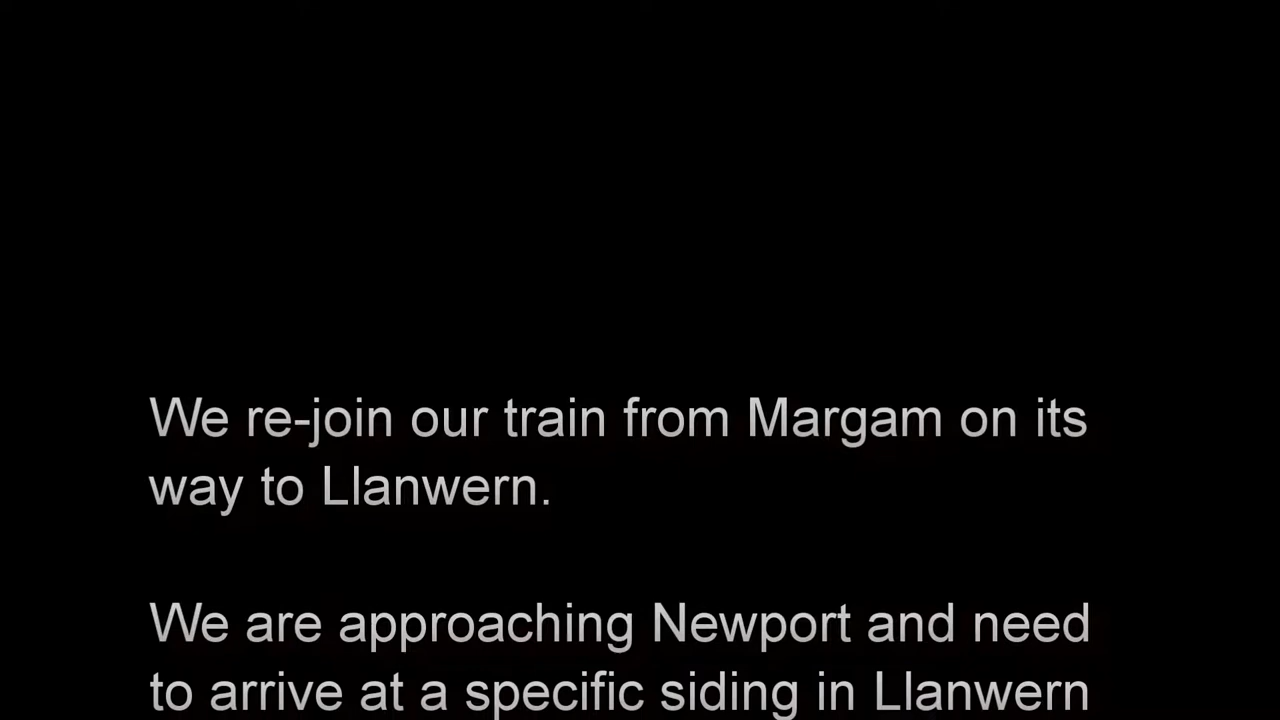 We re-join our train from Margam on its
way to Llanwern.
We are approaching Newport and need
to arrive at a specific siding in Llanwern